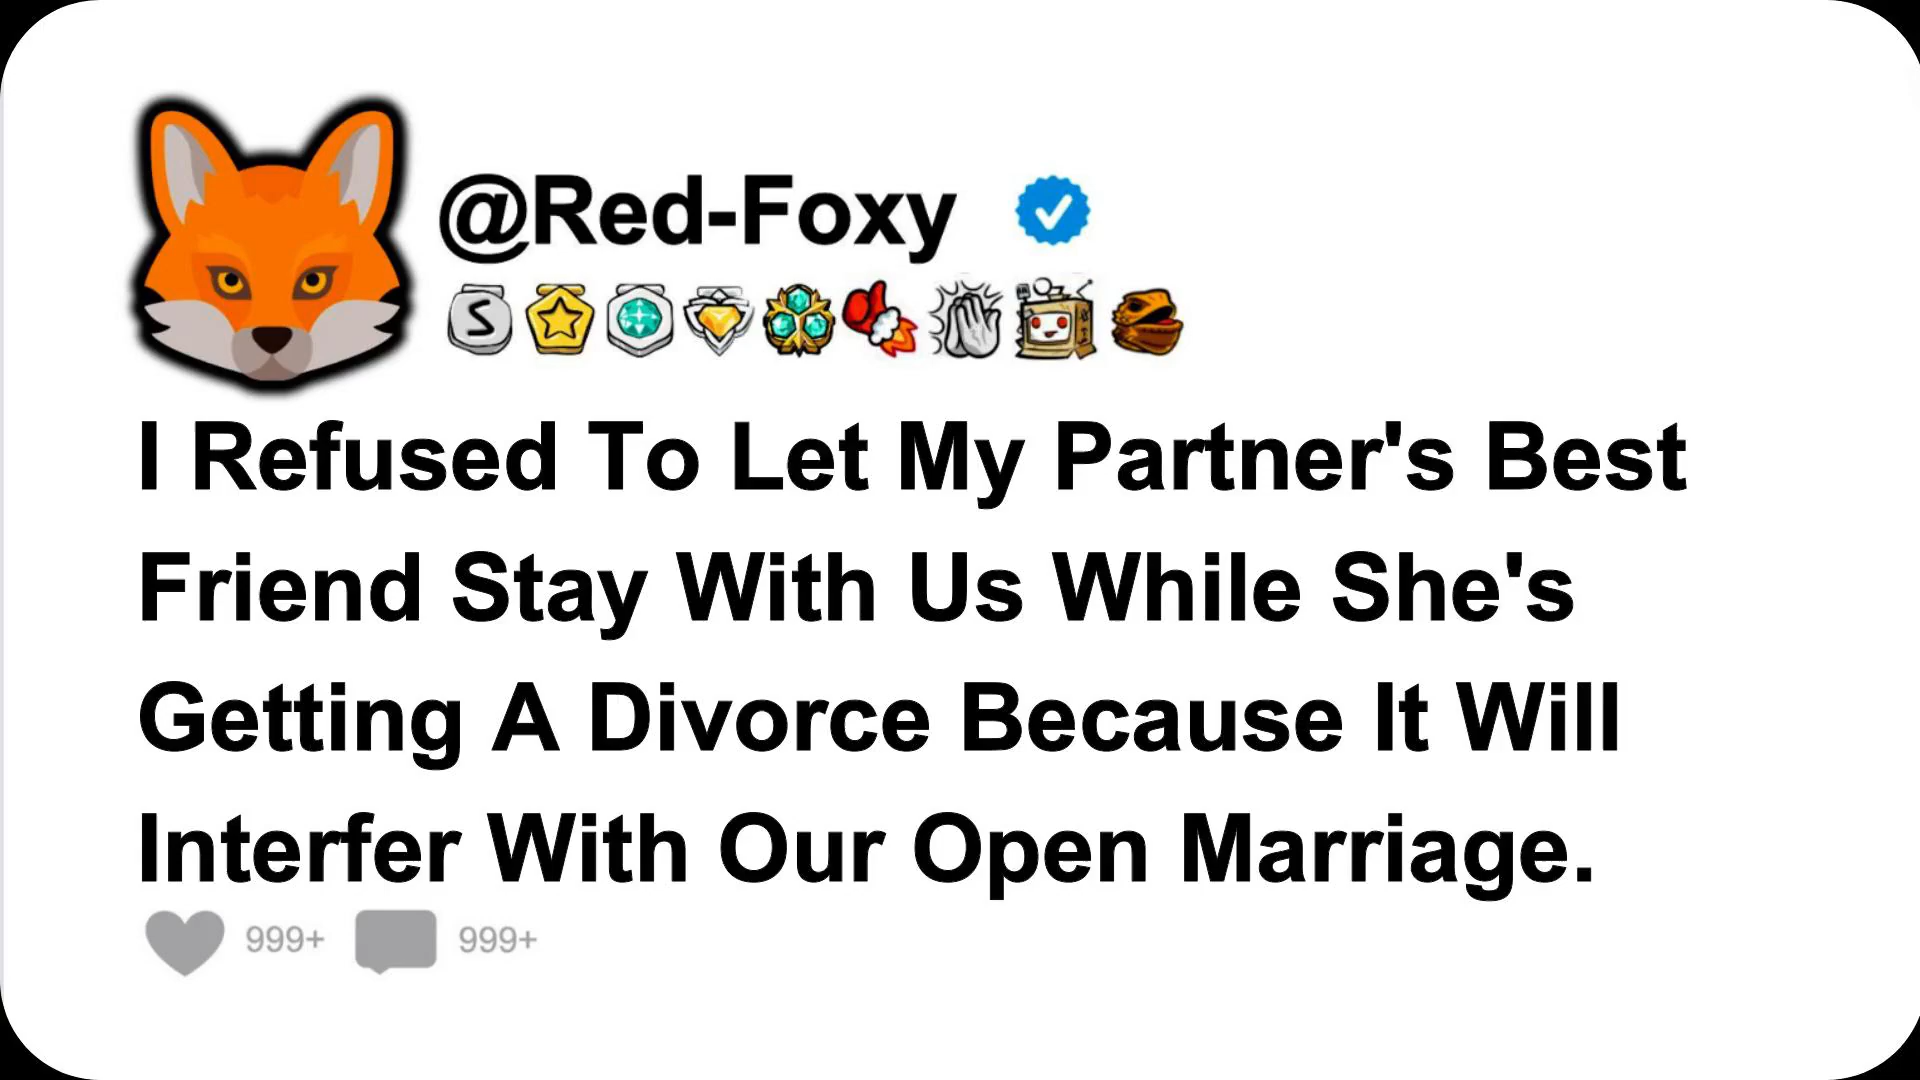 @Red-Foxy
S
I Refused To Let My Partner's Best
Friend Stay With Us While She's
Getting A Divorce Because It Will
Interfer With Our Open Marriage.
999+ 999+